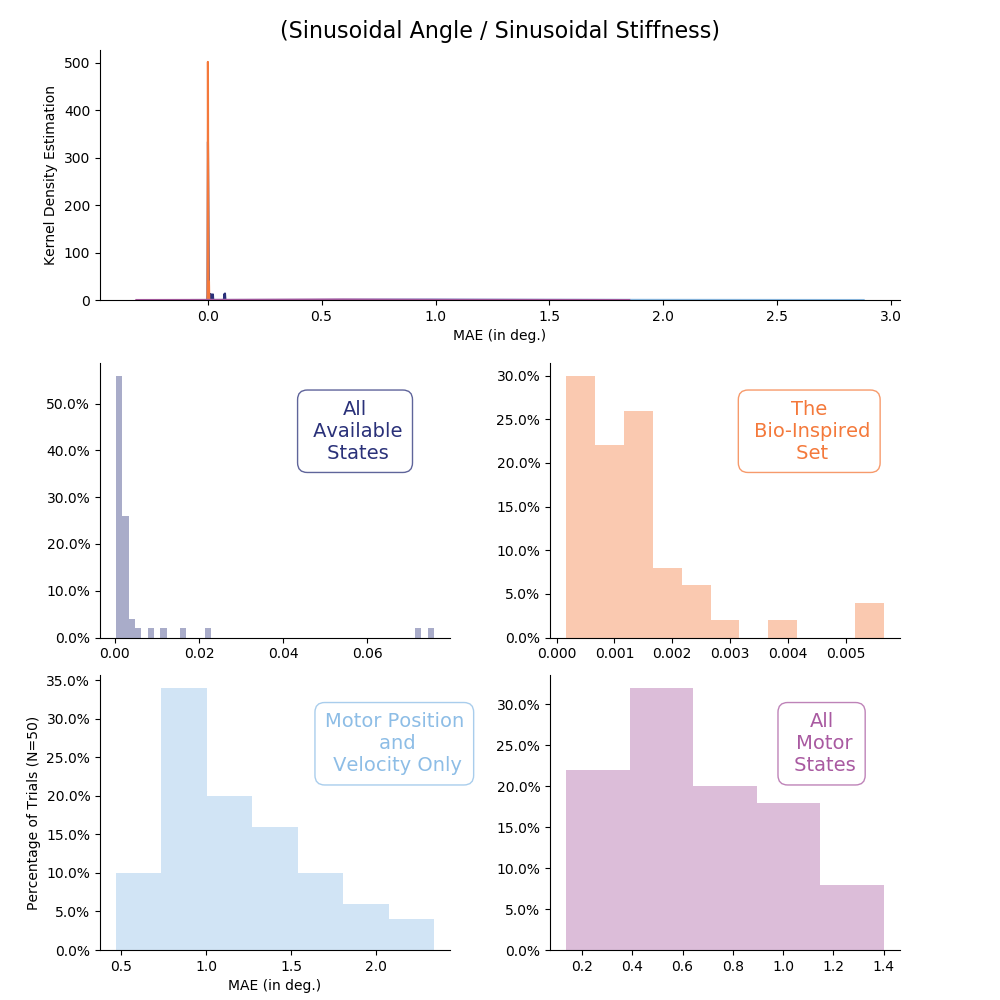 (Sinusoidal Angle / Sinusoidal Stiffness)
Kernel Density Estimation
500
400
300
200
100
0
0.0 0.5 1.0 1.5 2.0 2.5 3.0
MAE (in deg.)
All
Available
States
50.0%
40.0%
30.0%
20.0%
10.0%
0.0%
0.00 0.02 0.04 0.06
The
Bio-Inspired
Set
30.0%
25.0%
20.0%
15.0%
10.0%
5.0%
0.0%
0.000 0.001 0.002 0.003 0.004 0.005
Percentage of Trials (N=50)
Motor Position
and
Velocity Only
35.0%
30.0%
25.0%
20.0%
15.0%
10.0%
5.0%
0.0%
0.5 1.0 1.5 2.0
MAE (in deg.)
All
Motor
States
30.0%
25.0%
20.0%
15.0%
10.0%
5.0%
0.0%
0.2 0.4 0.6 0.8 1.0 1.2 1.4